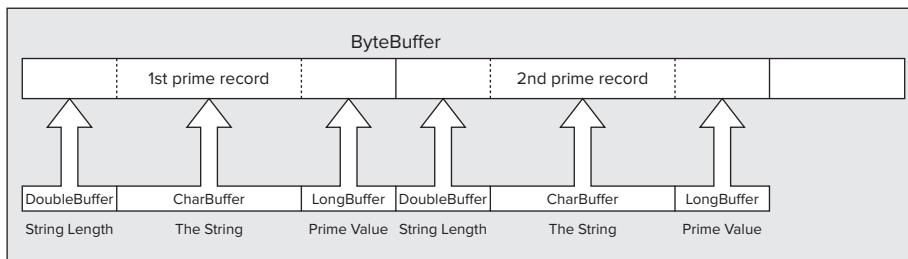 ByteBuffer
1st prime record 2nd prime record
DoubleBuffer CharBuffer LongBuffer DoubleBuffer CharBuffer LongBuffer
String Length The String Prime Value String Length The String Prime Value